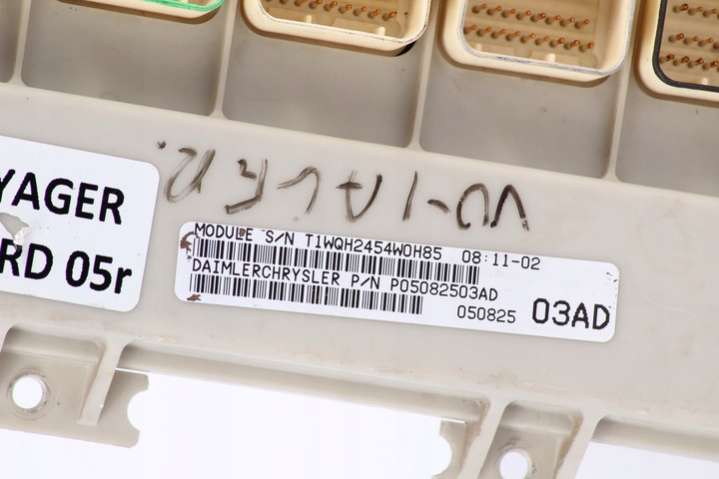 YAGER
RD 05r
MODULE S/N T1WQH2454W0H85 08:11-02
DAIMLERCHRYSLER P/N P05082503AD
050825 03AD